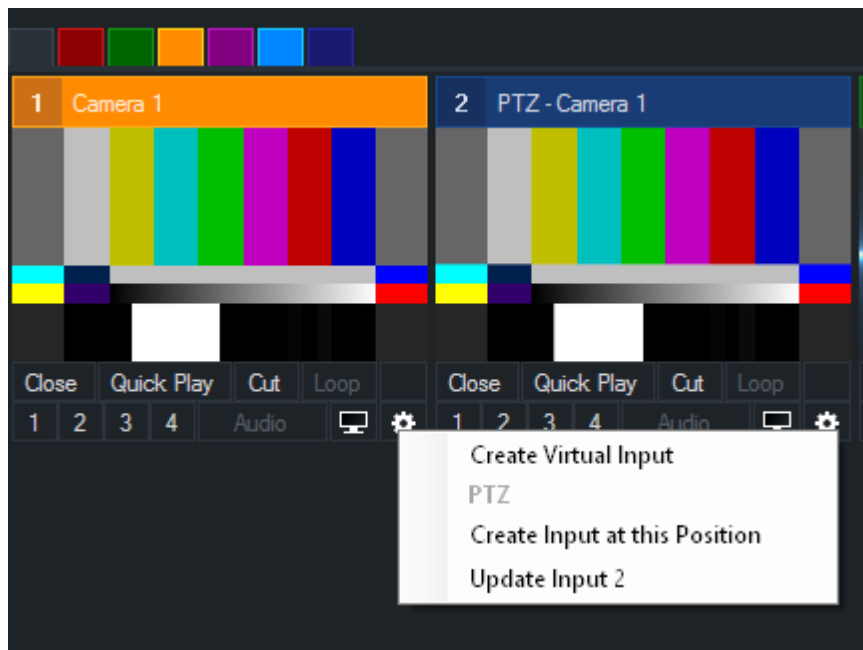 1 Camera 1
2 PTZ - Camera 1
Close Quick Play Cut Loop
Close Quick Play Cut Loop
1 2 3 4 Audio
1 2 3 4 Audio
Create Virtual Input
PTZ
Create Input at this Position
Update Input 2